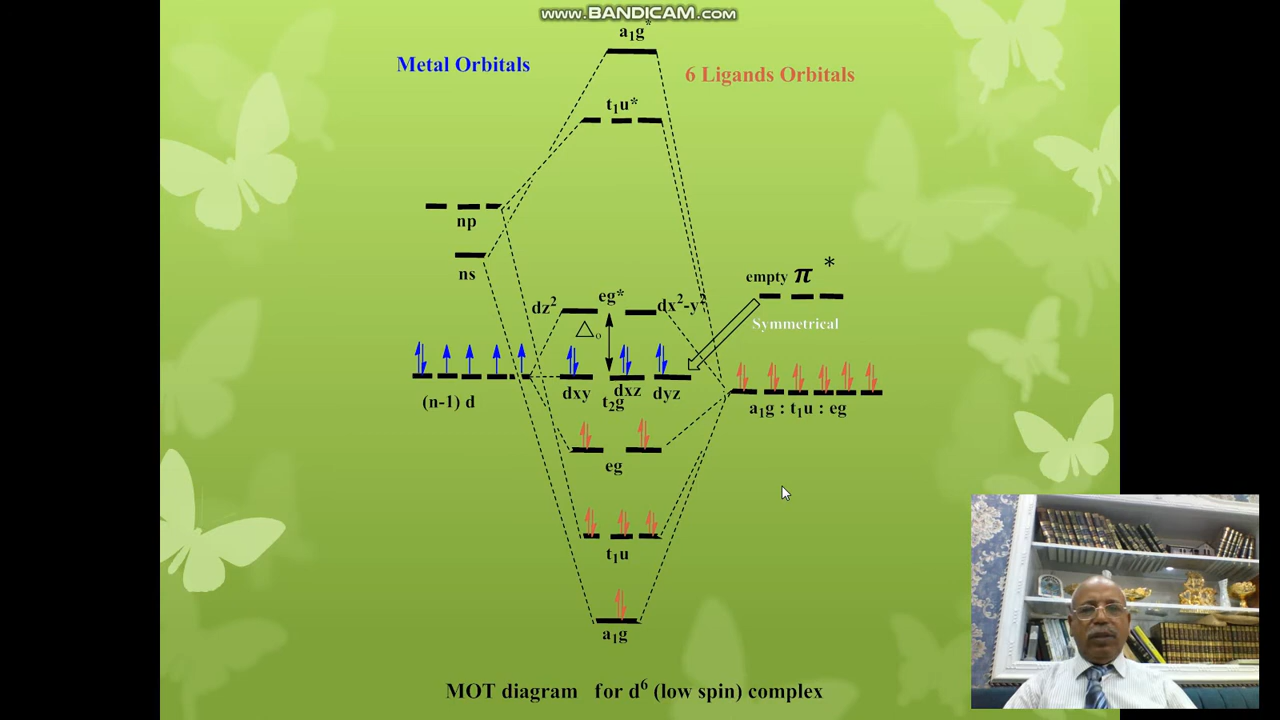 www.BANDICAM.com
a1g*
Metal Orbitals
6 Ligands Orbitals
t1u*
np
ns
empty π *
dz² eg* dx²-y²
△o
Symmetrical
(n-1) d
dxy dxz dyz
t2g
a1g : t1u : eg
eg
t1u
a1g
MOT diagram for d⁶ (low spin) complex